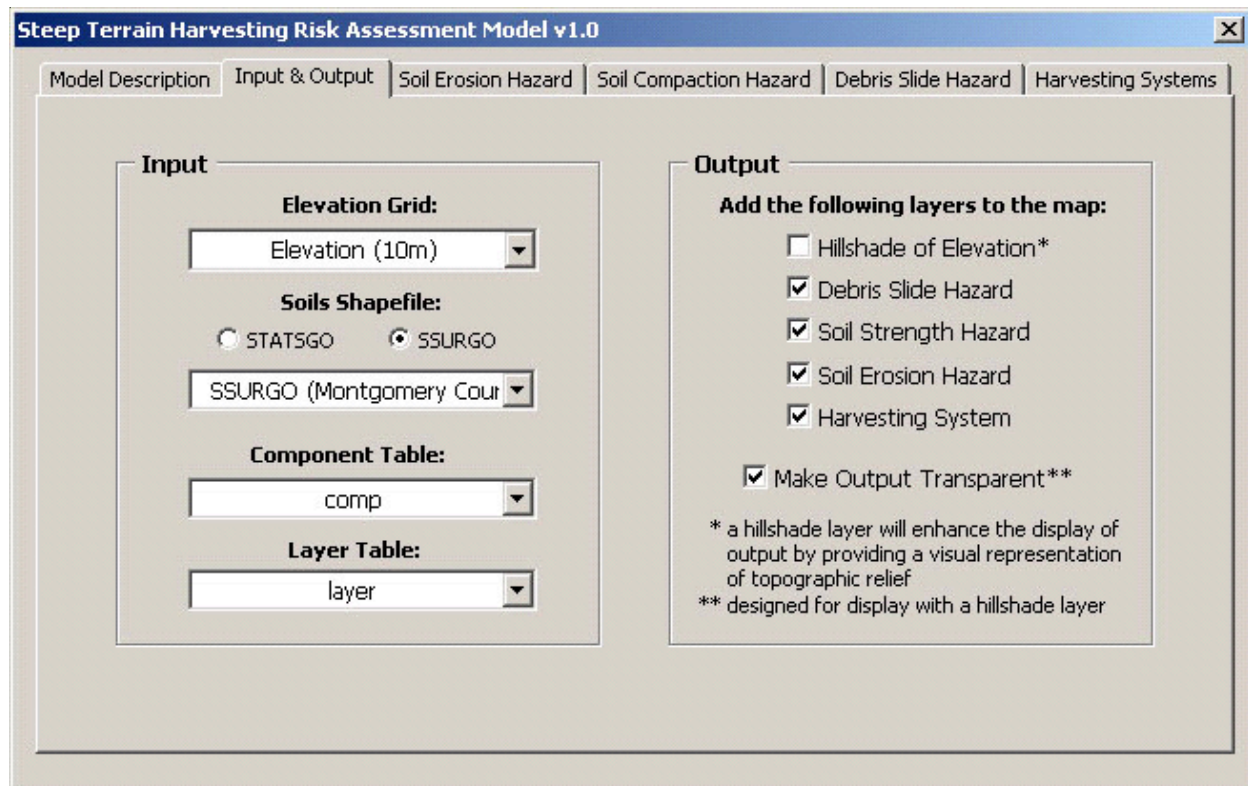 Steep Terrain Harvesting Risk Assessment Model v1.0
Model Description
Input & Output
Soil Erosion Hazard
Soil Compaction Hazard
Debris Slide Hazard
Harvesting Systems
Input
Elevation Grid:
Elevation (10m)
Soils Shapefile:
STATSGO
SSURGO
SSURGO (Montgomery Cour
Component Table:
comp
Layer Table:
layer
Output
Add the following layers to the map:
Hillshade of Elevation*
Debris Slide Hazard
Soil Strength Hazard
Soil Erosion Hazard
Harvesting System
Make Output Transparent**
* a hillshade layer will enhance the display of
output by providing a visual representation
of topographic relief
** designed for display with a hillshade layer